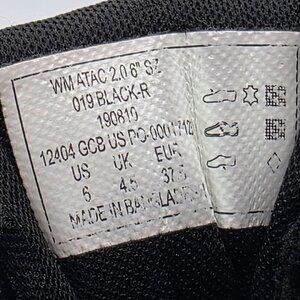 WM ATAC 2.0 6" SZ
019 BLACK-R
190810
12404 GCB US PO-0001712
US UK EUR
6 4.5 37.5
MADE IN BANGLADESH